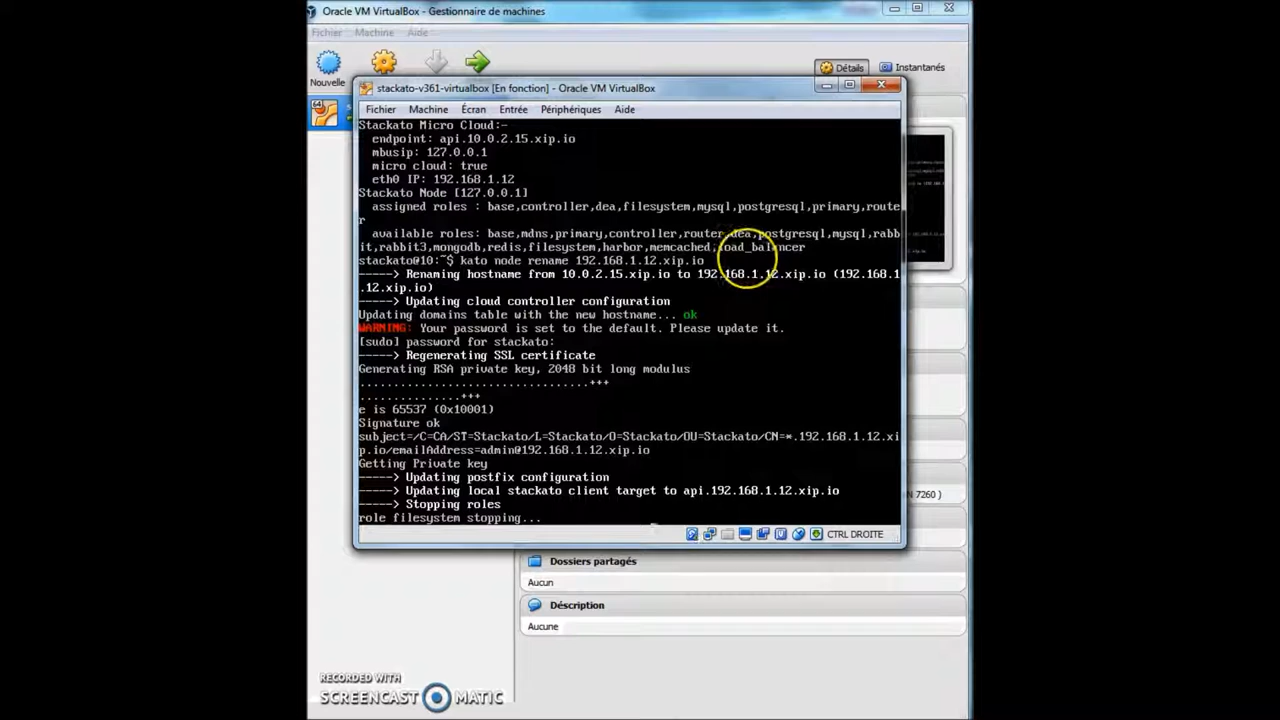 Oracle VM VirtualBox - Gestionnaire de machines
Fichier Machine Aide
Nouvelle
Détails Instantanés
stackato-v361-virtualbox [En fonction] - Oracle VM VirtualBox
Fichier Machine Écran Entrée Périphériques Aide
Stackato Micro Cloud:-
endpoint: api.10.0.2.15.xip.io
mbusip: 127.0.0.1
micro cloud: true
eth0 IP: 192.168.1.12
Stackato Node [127.0.0.1]
assigned roles : base,controller,dea,filesystem,mysql,postgresql,primary,route
r
available roles: base,mdns,primary,controller,router,dea,postgresql,mysql,rabb
it,rabbit3,mongodb,redis,filesystem,harbor,memcached,load_balancer
stackato@10:~$ kato node rename 192.168.1.12.xip.io
-----> Renaming hostname from 10.0.2.15.xip.io to 192.168.1.12.xip.io (192.168.1
.12.xip.io)
-----> Updating cloud controller configuration
Updating domains table with the new hostname... ok
WARNING: Your password is set to the default. Please update it.
[sudo] password for stackato:
-----> Regenerating SSL certificate
Generating RSA private key, 2048 bit long modulus
..................................+++
..............+++
e is 65537 (0x10001)
Signature ok
subject=/C=CA/ST=Stackato/L=Stackato/O=Stackato/OU=Stackato/CN=*.192.168.1.12.xi
p.io/emailAddress=admin@192.168.1.12.xip.io
Getting Private key
-----> Updating postfix configuration
-----> Updating local stackato client target to api.192.168.1.12.xip.io
-----> Stopping roles
role filesystem stopping...
N 7260 )
CTRL DROITE
Dossiers partagés
Aucun
Déscription
Aucune
RECORDED WITH
SCREENCAST MATIC